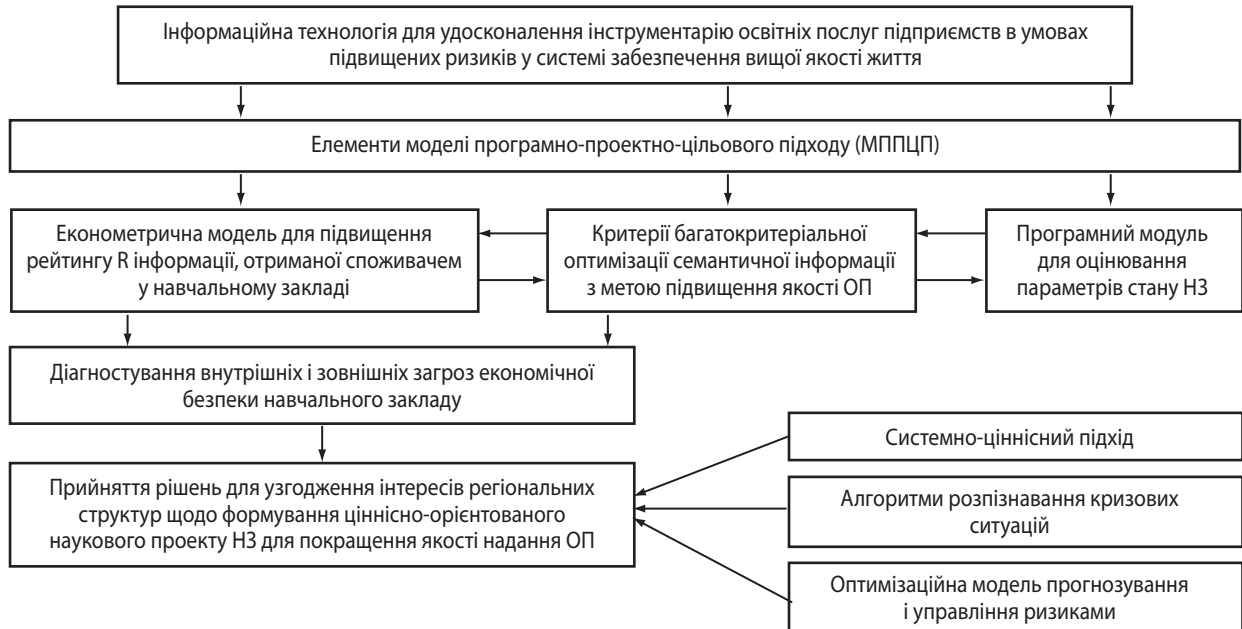 Інформаційна технологія для удосконалення інструментарію освітніх послуг підприємств в умовах
підвищених ризиків у системі забезпечення вищої якості життя
Елементи моделі програмно-проектно-цільового підходу (МППЦП)
Економетрична модель для підвищення
рейтингу R інформації, отриманої споживачем
у навчальному закладі
Критерії багатокритеріальної
оптимізації семантичної інформації
з метою підвищення якості ОП
Програмний модуль
для оцінювання
параметрів стану НЗ
Діагностування внутрішніх і зовнішніх загроз економічної
безпеки навчального закладу
Прийняття рішень для узгодження інтересів регіональних
структур щодо формування ціннісно-орієнтованого
наукового проекту НЗ для покращення якості надання ОП
Системно-ціннісний підхід
Алгоритми розпізнавання кризових
ситуацій
Оптимізаційна модель прогнозування
і управління ризиками